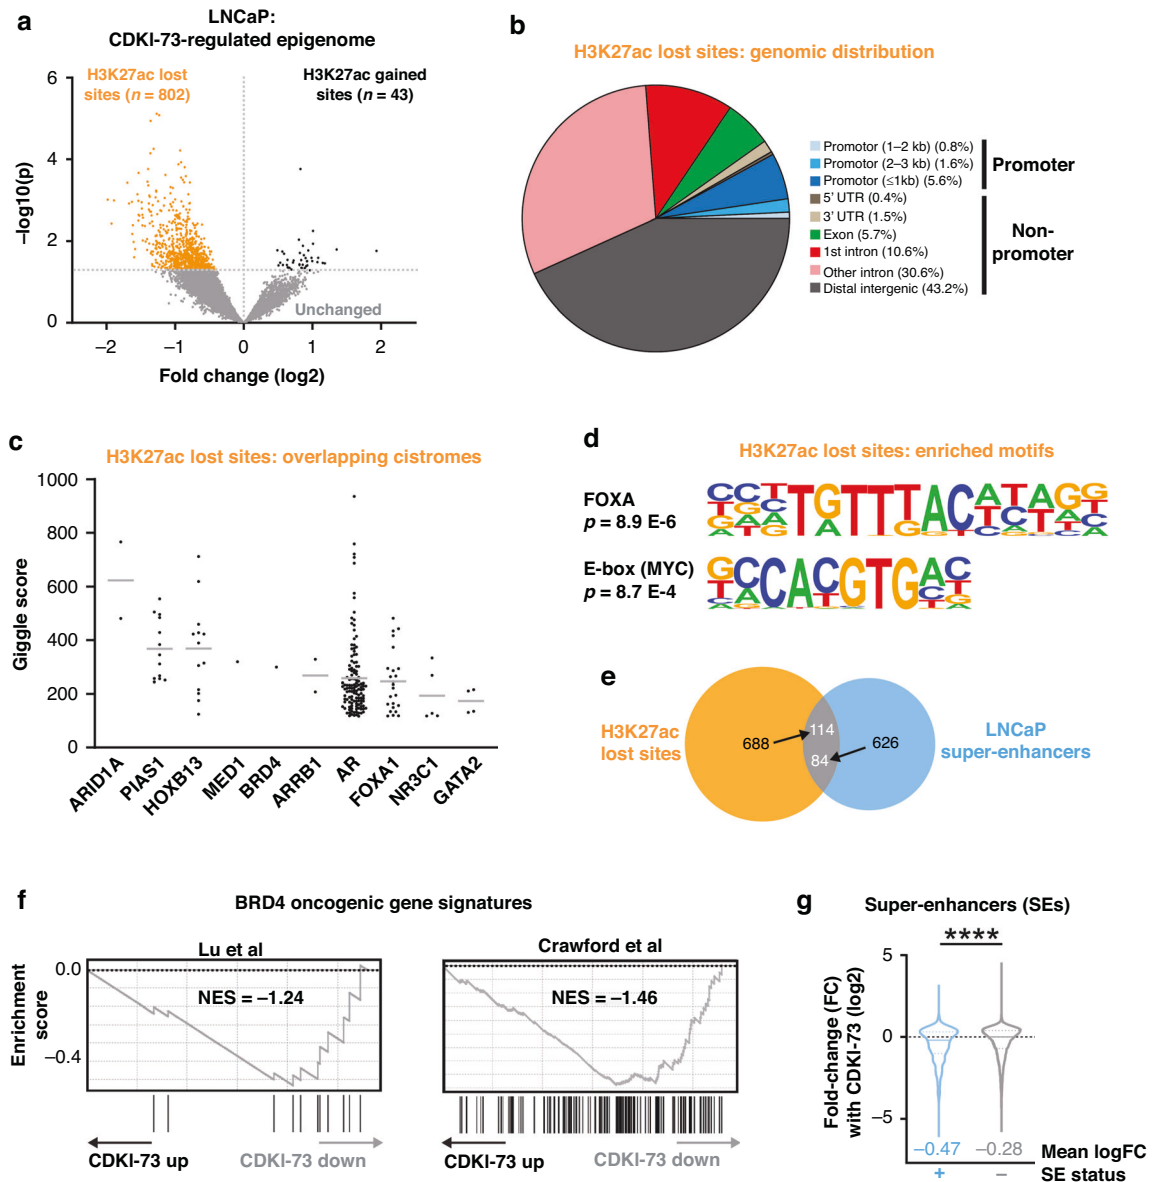 a
LNCaP:
CDKI-73-regulated epigenome
H3K27ac lost
sites (n = 802)
H3K27ac gained
sites (n = 43)
6
4
2
0
−log10(p)
Unchanged
−2
−1
0
1
2
Fold change (log2)
b
H3K27ac lost sites: genomic distribution
Promotor (1–2 kb) (0.8%)
Promotor (2–3 kb) (1.6%)
Promotor (≤1kb) (5.6%)
5' UTR (0.4%)
3' UTR (1.5%)
Exon (5.7%)
1st intron (10.6%)
Other intron (30.6%)
Distal intergenic (43.2%)
Promoter
Non-
promoter
c
H3K27ac lost sites: overlapping cistromes
Giggle score
1000
800
600
400
200
0
ARID1A
PIAS1
HOXB13
MED1
BRD4
ARRB1
AR
FOXA1
NR3C1
GATA2
d
H3K27ac lost sites: enriched motifs
FOXA
p = 8.9 E-6
E-box (MYC)
p = 8.7 E-4
e
H3K27ac
lost sites
688
114
84
626
LNCaP
super-enhancers
f
BRD4 oncogenic gene signatures
Lu et al
Crawford et al
Enrichment
score
0.0
−0.4
NES = −1.24
NES = −1.46
CDKI-73 up
CDKI-73 down
CDKI-73 up
CDKI-73 down
g
Super-enhancers (SEs)
****
Fold-change (FC)
with CDKI-73 (log2)
5
0
−5
−0.47
−0.28
Mean logFC
+
−
SE status